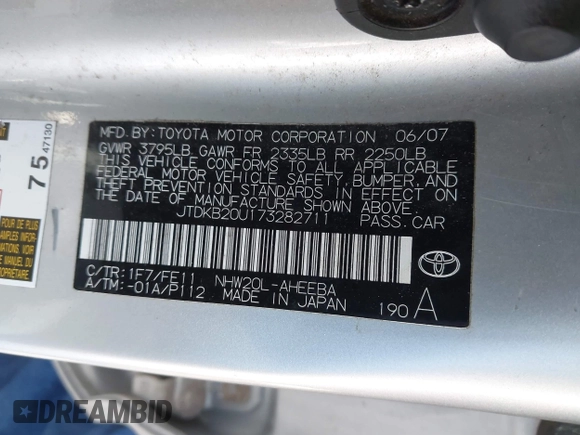 MFD.BY:TOYOTA MOTOR CORPORATION 06/07
GVWR 3795LB GAWR FR 2335LB RR 2250LB
THIS VEHICLE CONFORMS TO ALL APPLICABLE
FEDERAL MOTOR VEHICLE SAFETY, BUMPER, AND
THEFT PREVENTION STANDARDS IN EFFECT ON
THE DATE OF MANUFACTURE SHOWN ABOVE.
JTDKB20U173282711 PASS.CAR
C/TR:1F7/FE11 NHW20L-AHEEBA
A/TM:-01A/P112 MADE IN JAPAN
190 A
TOYOTA
75 47130
DREAMBID